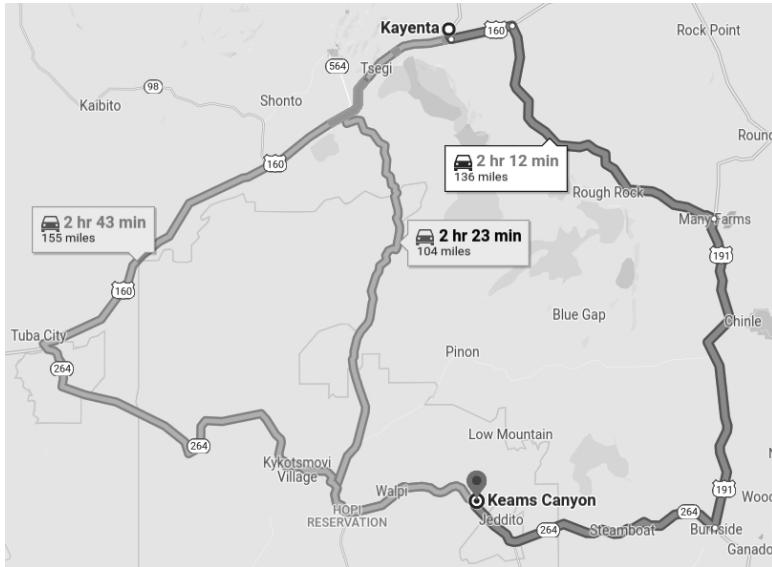 Kayenta
160
Rock Point
564
Tsegi
98
Kaibito
Shonto
Round
160
2 hr 12 min
136 miles
Rough Rock
2 hr 43 min
155 miles
Many Farms
2 hr 23 min
104 miles
191
160
Blue Gap
Chinle
Tuba City
Pinon
264
Low Mountain
264
Kykotsmovi
Village
Walpi
Keams Canyon
191
Wood
HOPI
RESERVATION
Jeddito
264
Steamboat
264
Burnside
Ganado